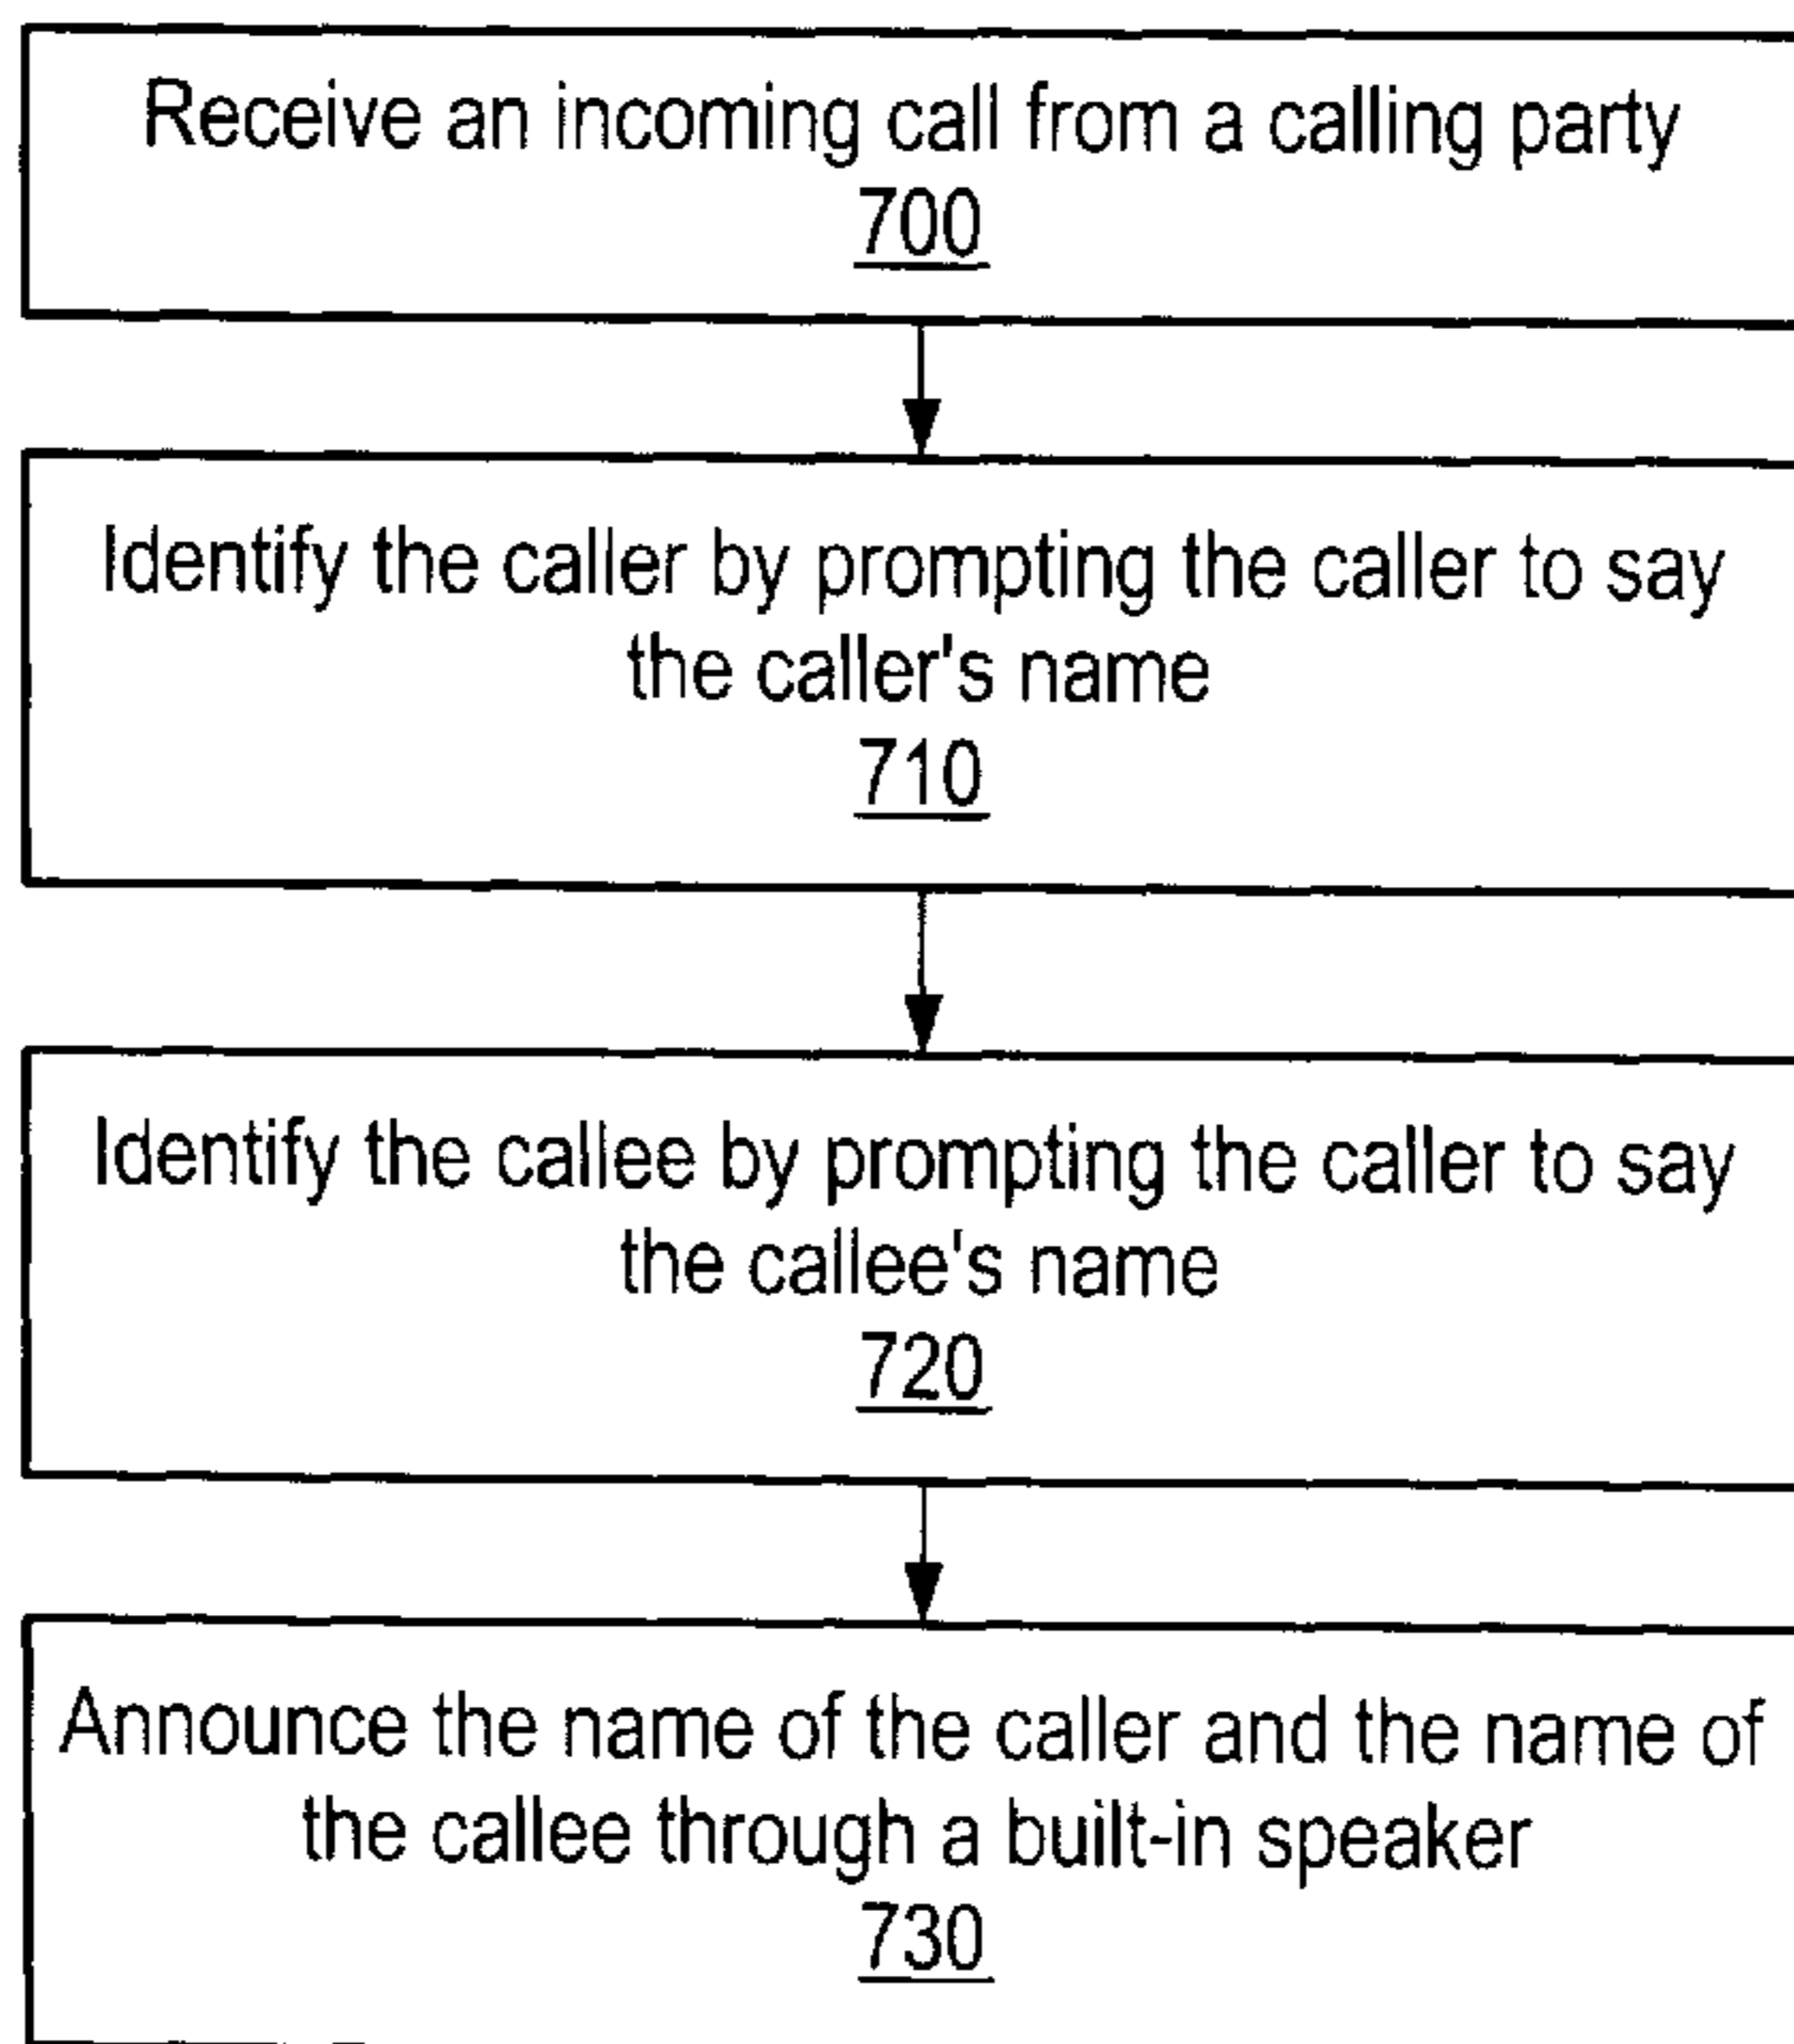 Receive an incoming call from a calling party
700
Identify the caller by prompting the caller to say
the caller's name
710
Identify the callee by prompting the caller to say
the callee's name
720
Announce the name of the caller and the name of
the callee through a built-in speaker
730